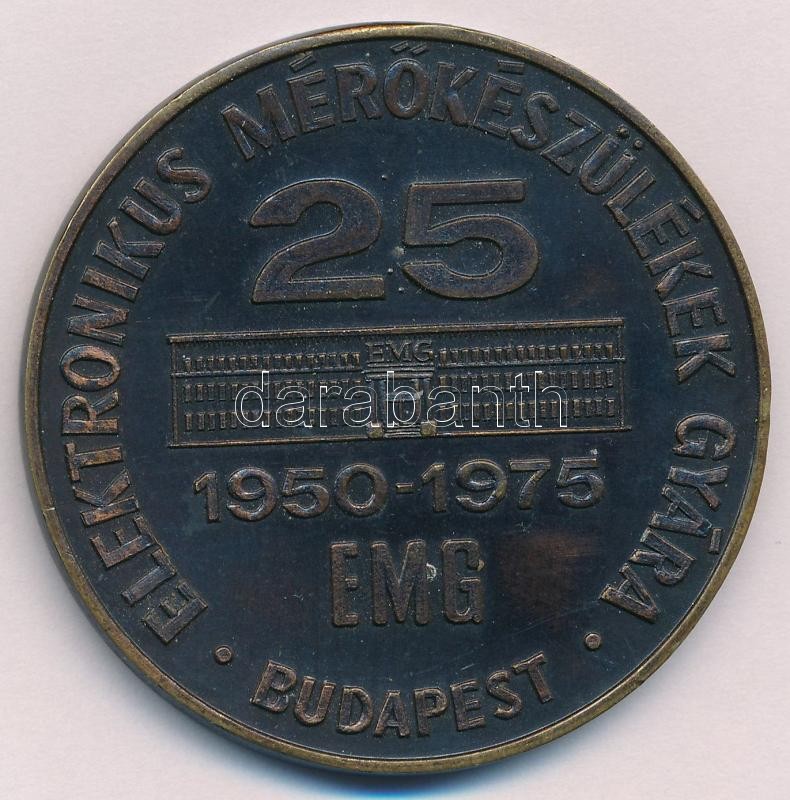 ELEKTRONIKUS MÉRŐKÉSZÜLÉKEK GYÁRA
25
EMG
darabanth
1950-1975
EMG
• BUDAPEST •